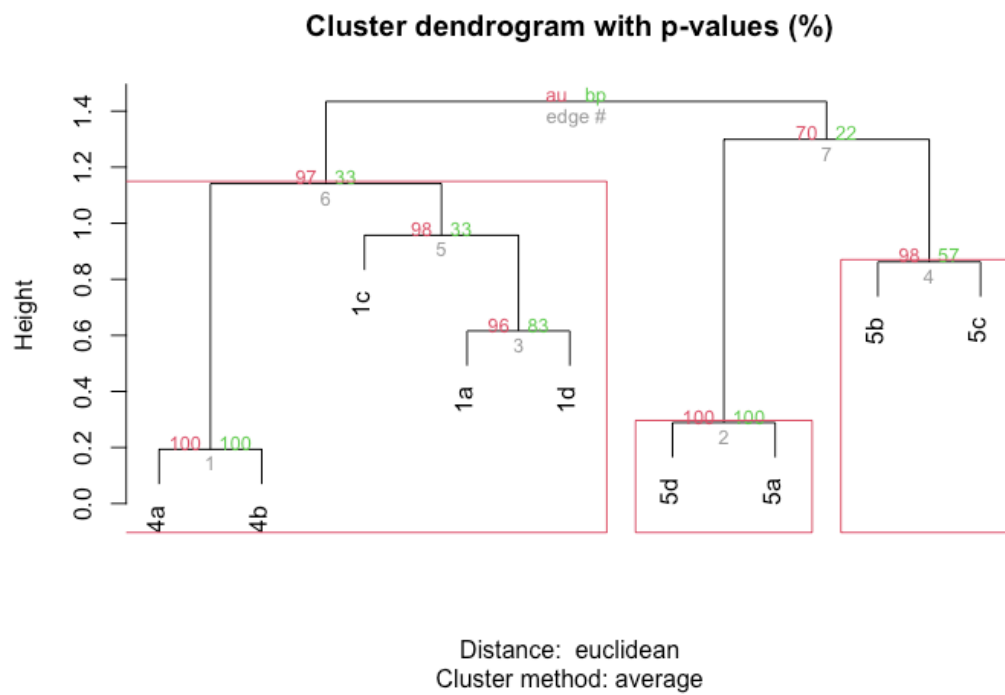 Cluster dendrogram with p-values (%)
Height
0.0 0.2 0.4 0.6 0.8 1.0 1.2 1.4
au bp
edge #
70 22
7
97 33
6
98 33
5
98 57
4
1c
5b 5c
96 83
3
1a 1d
100 100
2
100 100
1
5d 5a
4a 4b
Distance: euclidean
Cluster method: average